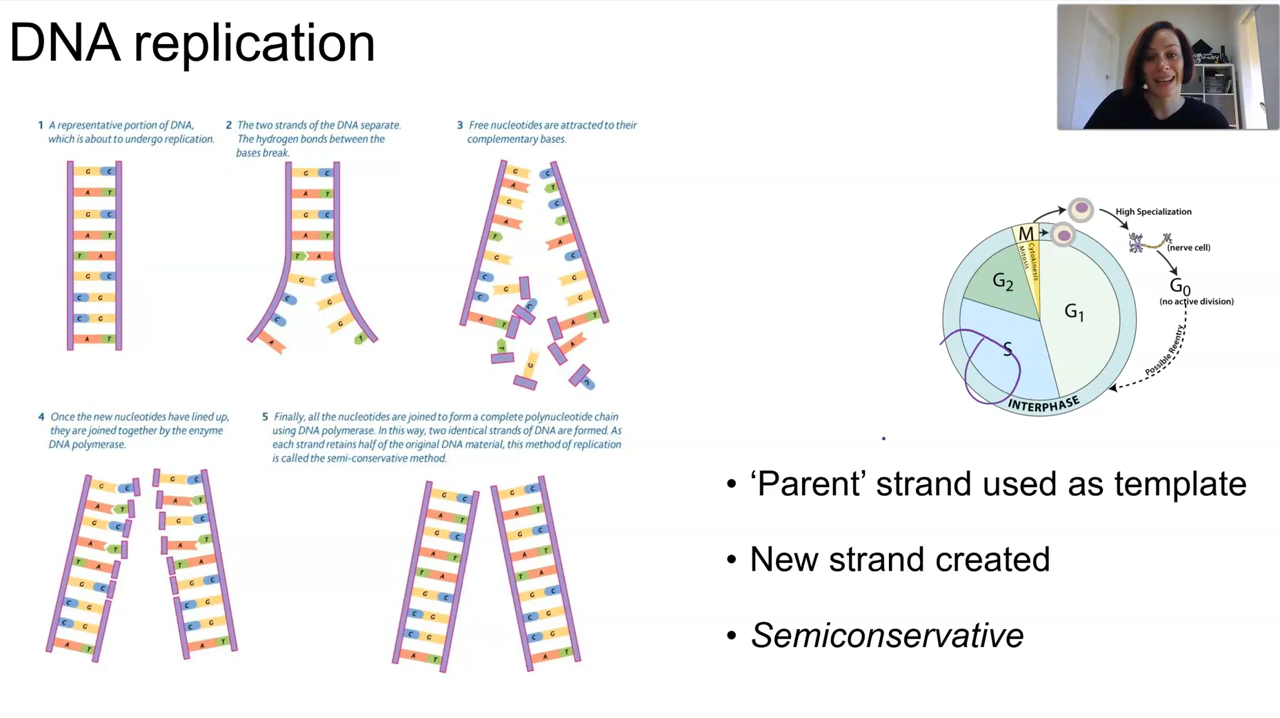 DNA replication
1 A representative portion of DNA,
which is about to undergo replication.
2 The two strands of the DNA separate.
The hydrogen bonds between the
bases break.
3 Free nucleotides are attracted to their
complementary bases.
G C
A T
G C
A T
T A
G C
C G
C G
A T
G C
A T
G C
A T
T A
G C
C G
C G
A T
4 Once the new nucleotides have lined up,
they are joined together by the enzyme
DNA polymerase.
5 Finally, all the nucleotides are joined to form a complete polynucleotide chain
using DNA polymerase. In this way, two identical strands of DNA are formed. As
each strand retains half of the original DNA material, this method of replication
is called the semi-conservative method.
M
Mitosis
Cytokinesis
G2
G1
S
INTERPHASE
High Specialization
(nerve cell)
G0
(no active division)
Possible Reentry
• ‘Parent’ strand used as template
• New strand created
• Semiconservative